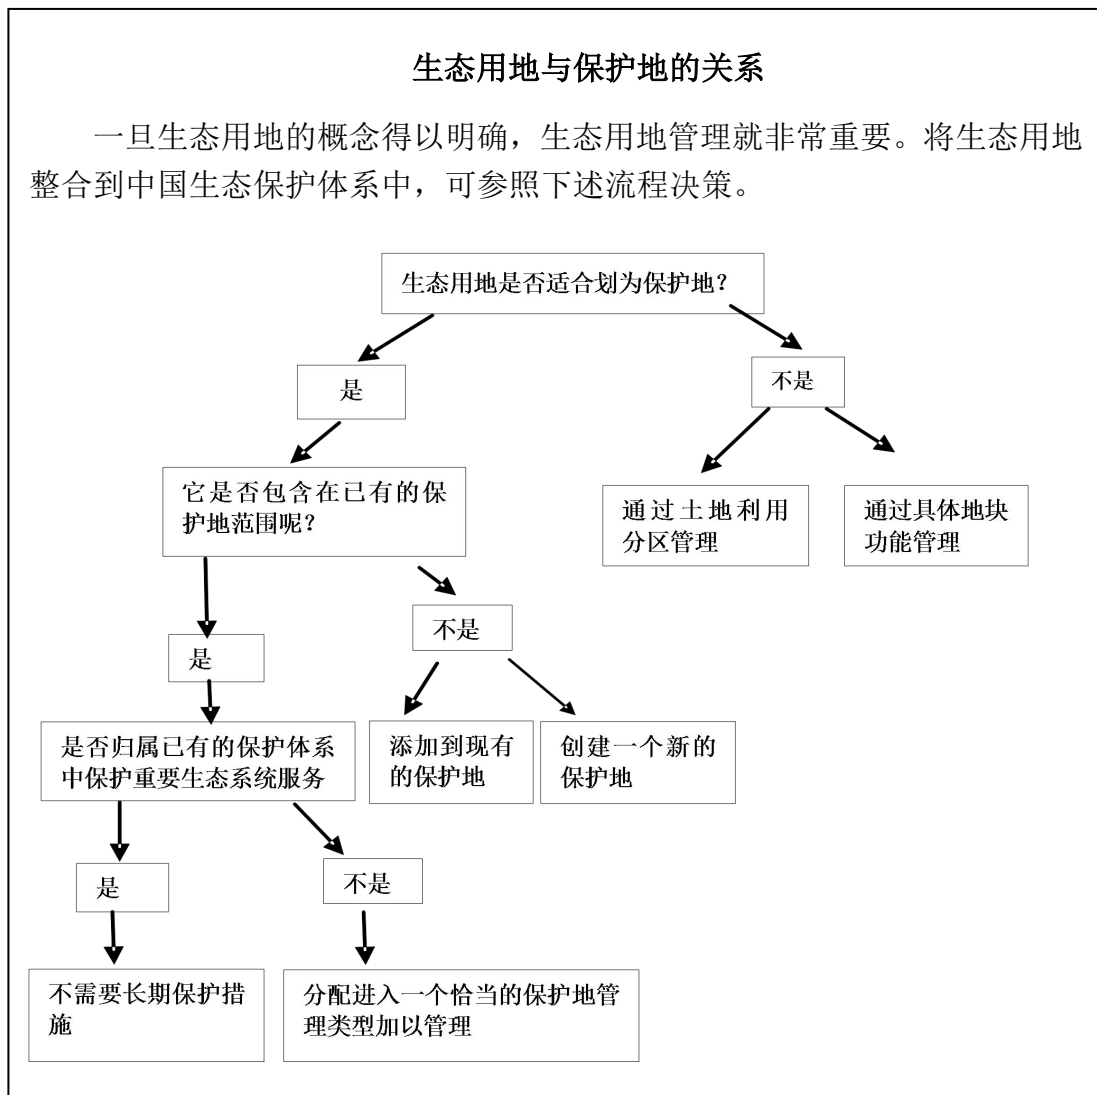 生态用地与保护地的关系
一旦生态用地的概念得以明确，生态用地管理就非常重要。将生态用地
整合到中国生态保护体系中，可参照下述流程决策。
生态用地是否适合划为保护地？
是
不是
它是否包含在已有的保
护地范围呢？
通过土地利用
分区管理
通过具体地块
功能管理
是
不是
是否归属已有的保护体系
中保护重要生态系统服务
添加到现有
的保护地
创建一个新的
保护地
是
不是
不需要长期保护措
施
分配进入一个恰当的保护地管
理类型加以管理